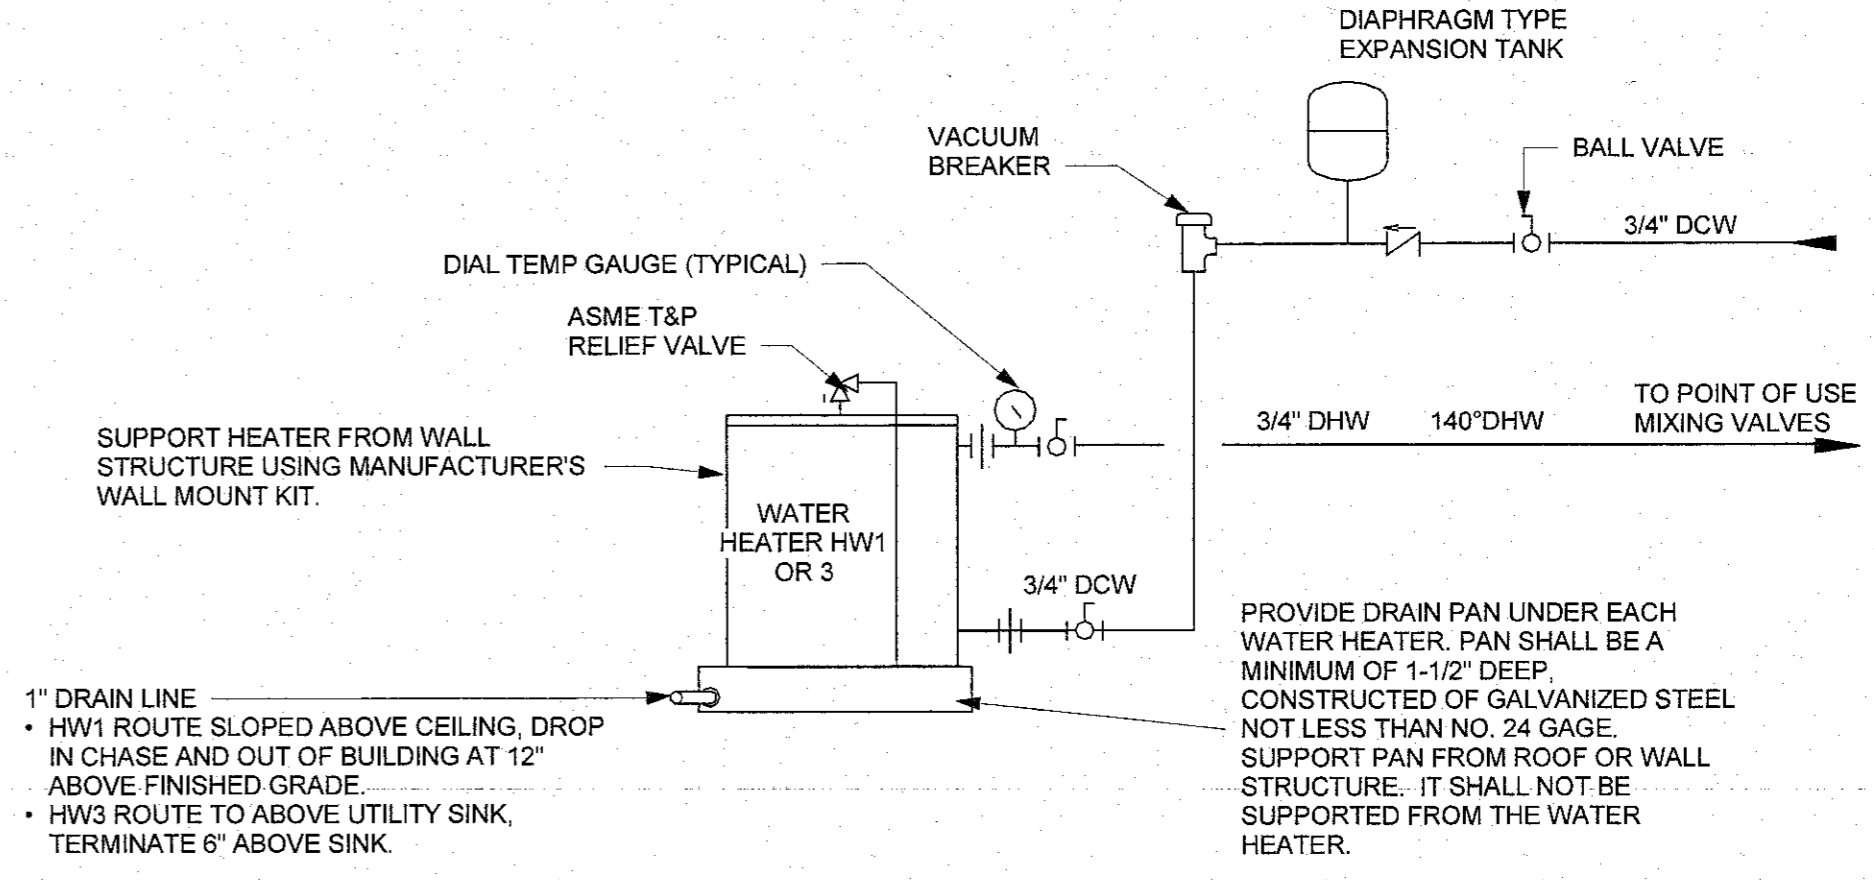 DIAPHRAGM TYPE
EXPANSION TANK
VACUUM
BREAKER
BALL VALVE
3/4" DCW
DIAL TEMP GAUGE (TYPICAL)
ASME T&P
RELIEF VALVE
SUPPORT HEATER FROM WALL
STRUCTURE USING MANUFACTURER'S
WALL MOUNT KIT.
3/4" DHW 140°DHW
TO POINT OF USE
MIXING VALVES
WATER
HEATER HW1
OR 3
3/4" DCW
1" DRAIN LINE
• HW1 ROUTE SLOPED ABOVE CEILING, DROP
IN CHASE AND OUT OF BUILDING AT 12"
ABOVE FINISHED GRADE.
• HW3 ROUTE TO ABOVE UTILITY SINK,
TERMINATE 6" ABOVE SINK.
PROVIDE DRAIN PAN UNDER EACH
WATER HEATER. PAN SHALL BE A
MINIMUM OF 1-1/2" DEEP,
CONSTRUCTED OF GALVANIZED STEEL
NOT LESS THAN NO. 24 GAGE.
SUPPORT PAN FROM ROOF OR WALL
STRUCTURE. IT SHALL NOT BE
SUPPORTED FROM THE WATER
HEATER.